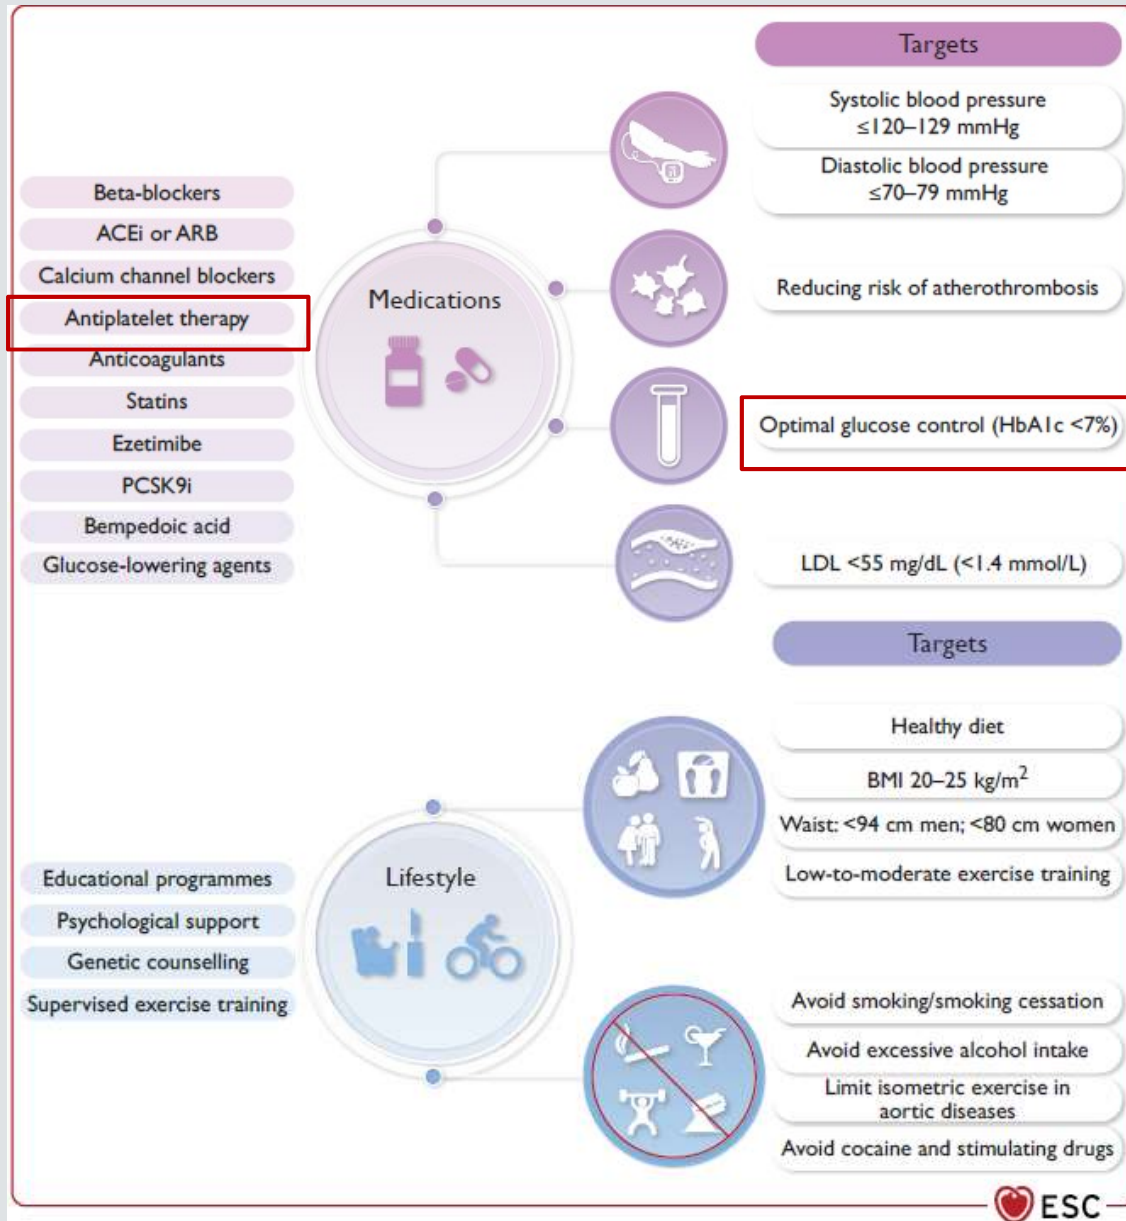 Targets
Systolic blood pressure
≤120–129 mmHg
Diastolic blood pressure
≤70–79 mmHg
Beta-blockers
ACEi or ARB
Calcium channel blockers
Antiplatelet therapy
Anticoagulants
Statins
Ezetimibe
PCSK9i
Bempedoic acid
Glucose-lowering agents
Medications
Reducing risk of atherothrombosis
Optimal glucose control (HbA1c <7%)
LDL <55 mg/dL (<1.4 mmol/L)
Targets
Healthy diet
BMI 20–25 kg/m²
Waist: <94 cm men; <80 cm women
Low-to-moderate exercise training
Educational programmes
Psychological support
Genetic counselling
Supervised exercise training
Lifestyle
Avoid smoking/smoking cessation
Avoid excessive alcohol intake
Limit isometric exercise in
aortic diseases
Avoid cocaine and stimulating drugs
ESC